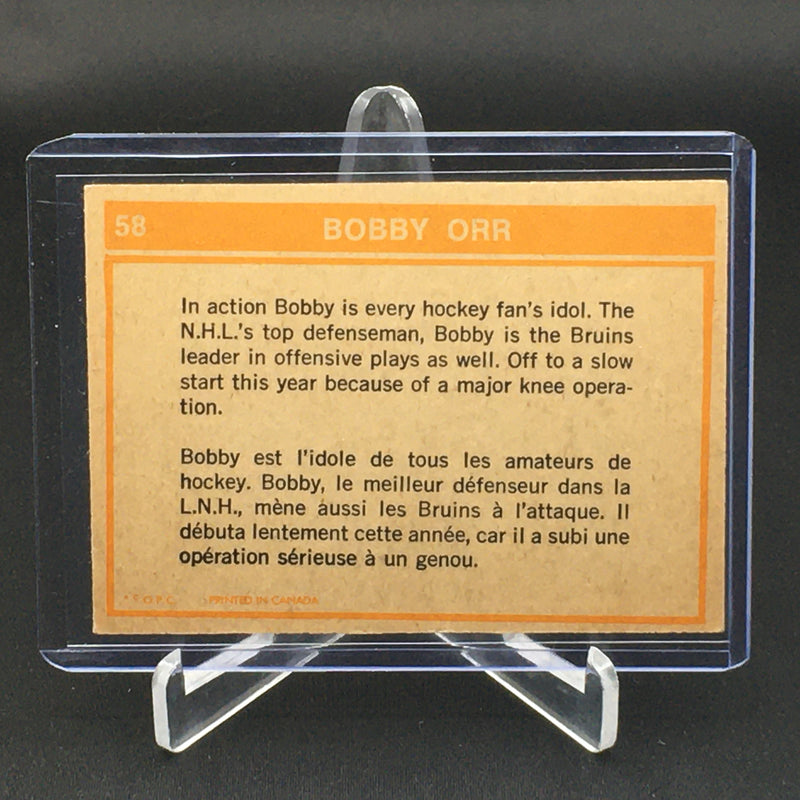 58 BOBBY ORR
In action Bobby is every hockey fan's idol. The
N.H.L.'s top defenseman, Bobby is the Bruins
leader in offensive plays as well. Off to a slow
start this year because of a major knee opera-
tion.
Bobby est l'idole de tous les amateurs de
hockey. Bobby, le meilleur défenseur dans la
L.N.H., mène aussi les Bruins à l'attaque. Il
débuta lentement cette année, car il a subi une
opération sérieuse à un genou.
O.P.C. PRINTED IN CANADA